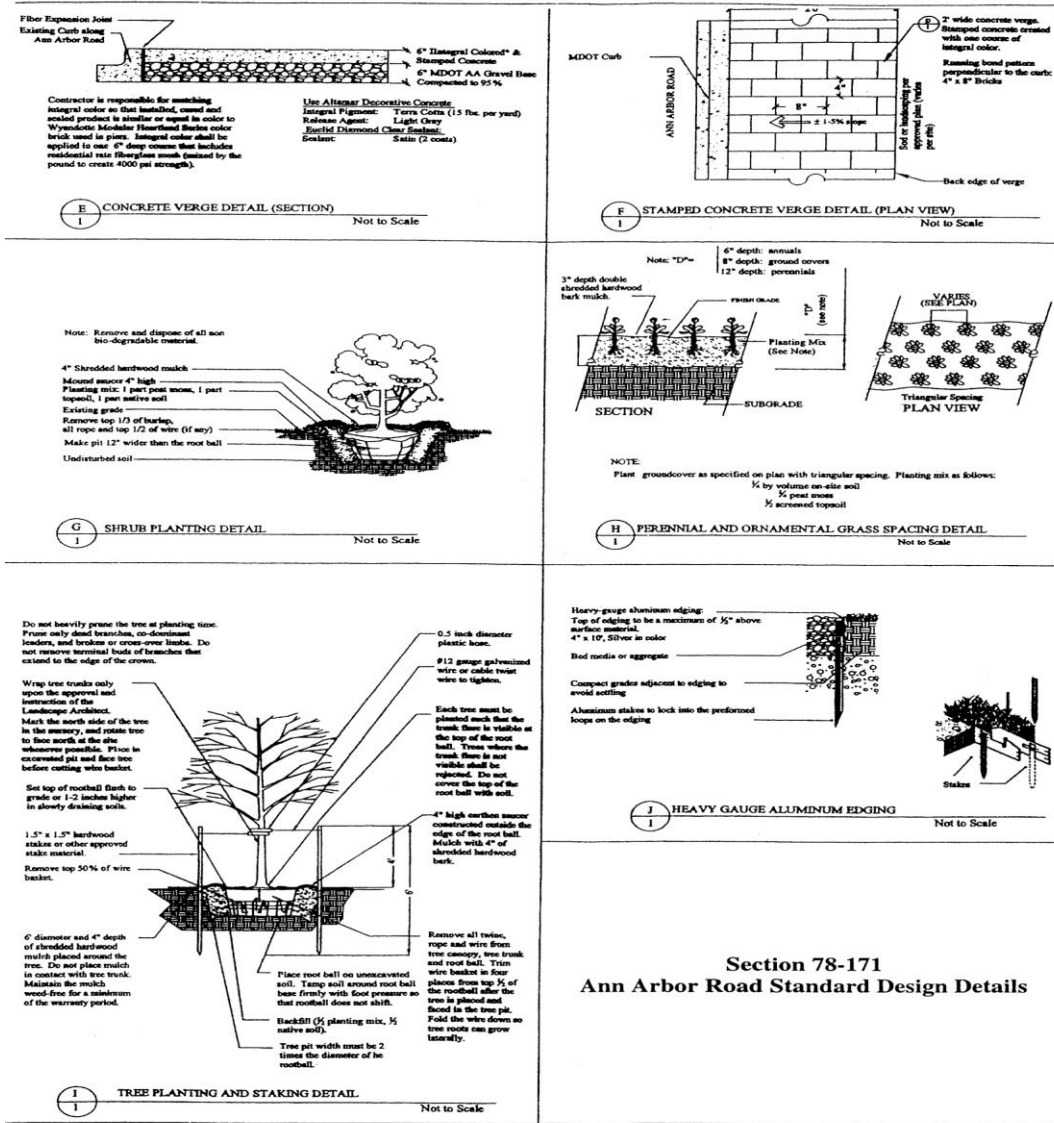 Fiber Expansion Joint
Existing Curb along
Ann Arbor Road
6" IIntegral Colored* &
Stamped Concrete
6" MDOT AA Gravel Base
Compacted to 95 %
Contractor is responsible for matching
integral color so that installed, cured and
sealed product is similar or equal in color to
Wyandotte Modular Heartland Series color
brick used in piers. Integral color shall be
applied in one 6" deep course that includes
residential rate fiberglass mesh (mixed by the
pound to create 4000 psi strength).
Use Altamar Decorative Concrete
Integral Pigment: Terra Cotta (15 lbs. per yard)
Release Agent: Light Gray
Euclid Diamond Clear Sealant:
Sealant: Satin (2 coats)
E
1
CONCRETE VERGE DETAIL (SECTION)
Not to Scale
MDOT Curb
ANN ARBOR ROAD
8"
4"
± 1-5% slope
Sod or landscaping per
approved plan (varies
per site)
2' wide concrete verge.
Stamped concrete created
with one course of
integral color.
Running bond pattern
perpendicular to the curb:
4" x 8" Bricks
Back edge of verge
F
1
STAMPED CONCRETE VERGE DETAIL (PLAN VIEW)
Not to Scale
Note: Remove and dispose of all non
bio-degradable material.
4" Shredded hardwood mulch
Mound saucer 4" high
Planting mix: 1 part peat moss, 1 part
topsoil, 1 part native soil
Existing grade
Remove top 1/3 of burlap,
all rope and top 1/2 of wire (if any)
Make pit 12" wider than the root ball
Undisturbed soil
G
1
SHRUB PLANTING DETAIL
Not to Scale
Note: "D"=
6" depth: annuals
8" depth: ground covers
12" depth: perennials
3" depth double
shredded hardwood
bark mulch.
FINISH GRADE
"D"
(see note)
Planting Mix
(See Note)
SUBGRADE
SECTION
VARIES
(SEE PLAN)
Triangular Spacing
PLAN VIEW
NOTE:
Plant groundcover as specified on plan with triangular spacing. Planting mix as follows:
¼ by volume on-site soil
¼ peat moss
½ screened topsoil
H
1
PERENNIAL AND ORNAMENTAL GRASS SPACING DETAIL
Not to Scale
Do not heavily prune the tree at planting time.
Prune only dead branches, co-dominant
leaders, and broken or cross-over limbs. Do
not remove terminal buds of branches that
extend to the edge of the crown.
Wrap tree trunks only
upon the approval and
instruction of the
Landscape Architect.
Mark the north side of the tree
in the nursery, and rotate tree
to face north at the site
whenever possible. Place in
excavated pit and face tree
before cutting wire basket.
Set top of rootball flush to
grade or 1-2 inches higher
in slowly draining soils.
1.5" x 1.5" hardwood
stakes or other approved
stake material.
Remove top 50% of wire
basket.
6' diameter and 4" depth
of shredded hardwood
mulch placed around the
tree. Do not place mulch
in contact with tree trunk.
Maintain the mulch
weed-free for a minimum
of the warranty period.
0.5 inch diameter
plastic hose.
#12 gauge galvanized
wire or cable twist
wire to tighten.
Each tree must be
planted such that the
trunk flare is visible at
the top of the root
ball. Trees where the
trunk flare is not
visible shall be
rejected. Do not
cover the top of the
root ball with soil.
4" high earthen saucer
constructed outside the
edge of the root ball.
Mulch with 4" of
shredded hardwood
bark.
Remove all twine,
rope and wire from
tree canopy, tree trunk
and root ball. Trim
wire basket in four
places from top ½ of
the rootball after the
tree is placed and
faced in the tree pit.
Fold the wire down so
tree roots can grow
laterally.
Place root ball on unexcavated
soil. Tamp soil around root ball
base firmly with foot pressure so
that rootball does not shift.
Backfill (½ planting mix, ½
native soil).
Tree pit width must be 2
times the diameter of he
rootball.
I
1
TREE PLANTING AND STAKING DETAIL
Not to Scale
Heavy-gauge aluminum edging:
Top of edging to be a maximum of ½" above
surface material.
4" x 10', Silver in color
Bed media or aggregate
Compact grades adjacent to edging to
avoid settling
Aluminum stakes to lock into the preformed
loops on the edging
Stakes
J
1
HEAVY GAUGE ALUMINUM EDGING
Not to Scale
Section 78-171
Ann Arbor Road Standard Design Details